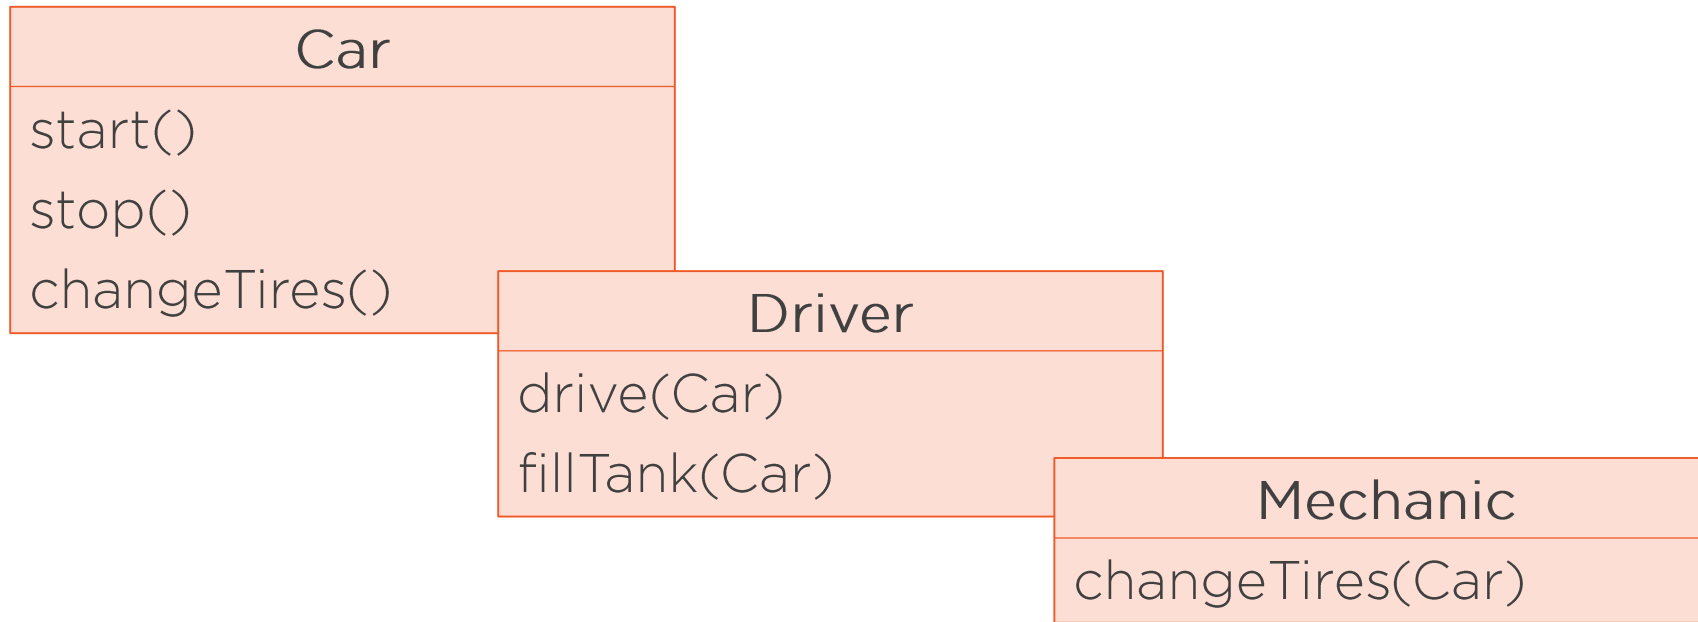 Car
start()
stop()
changeTires()
Driver
drive(Car)
fillTank(Car)
Mechanic
changeTires(Car)